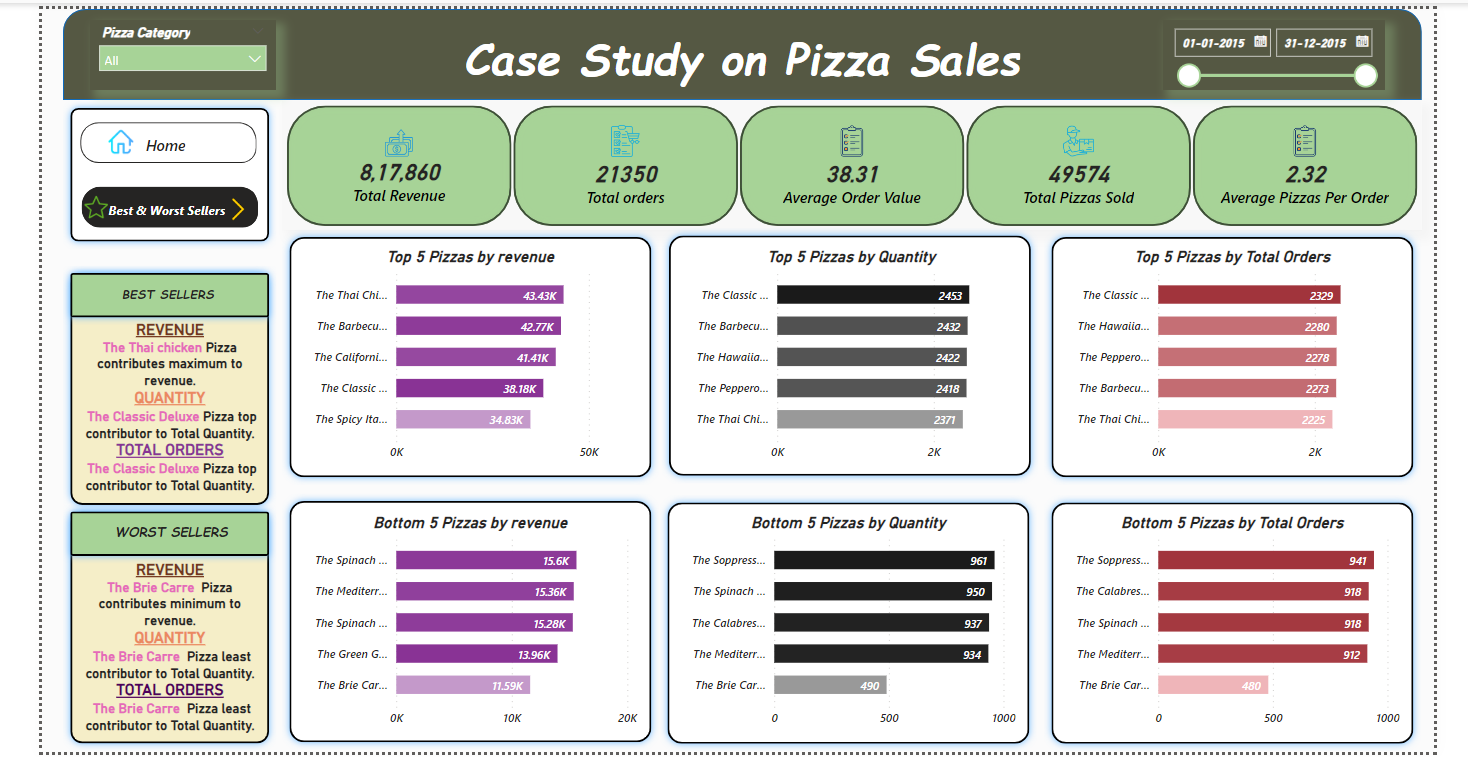 Pizza Category
All
Case Study on Pizza Sales
01-01-2015
31-12-2015
Home
Best & Worst Sellers
8,17,860
Total Revenue
21350
Total orders
38.31
Average Order Value
49574
Total Pizzas Sold
2.32
Average Pizzas Per Order
BEST SELLERS
REVENUE
The Thai chicken Pizza
contributes maximum to
revenue.
QUANTITY
The Classic Deluxe Pizza top
contributor to Total Quantity.
TOTAL ORDERS
The Classic Deluxe Pizza top
contributor to Total Quantity.
WORST SELLERS
REVENUE
The Brie Carre Pizza
contributes minimum to
revenue.
QUANTITY
The Brie Carre Pizza least
contributor to Total Quantity.
TOTAL ORDERS
The Brie Carre Pizza least
contributor to Total Quantity.
Top 5 Pizzas by revenue
The Thai Chi... 43.43K
The Barbecu... 42.77K
The Californi... 41.41K
The Classic ... 38.18K
The Spicy Ita... 34.83K
0K 50K
Top 5 Pizzas by Quantity
The Classic ... 2453
The Barbecu... 2432
The Hawaiia... 2422
The Peppero... 2418
The Thai Chi... 2371
0K 2K
Top 5 Pizzas by Total Orders
The Classic ... 2329
The Hawaiia... 2280
The Peppero... 2278
The Barbecu... 2273
The Thai Chi... 2225
0K 2K
Bottom 5 Pizzas by revenue
The Spinach ... 15.6K
The Mediterr... 15.36K
The Spinach ... 15.28K
The Green G... 13.96K
The Brie Car... 11.59K
0K 10K 20K
Bottom 5 Pizzas by Quantity
The Soppress... 961
The Spinach ... 950
The Calabres... 937
The Mediterr... 934
The Brie Car... 490
0 500 1000
Bottom 5 Pizzas by Total Orders
The Soppress... 941
The Calabres... 918
The Spinach ... 918
The Mediterr... 912
The Brie Car... 480
0 500 1000